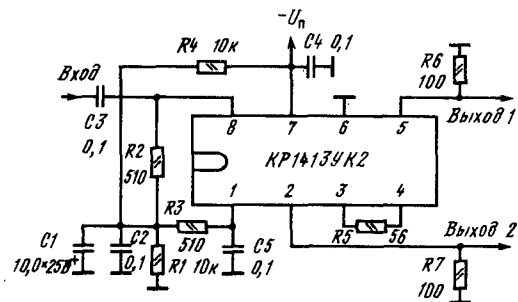 -Uп
R4 10к
C4 0,1
Вход
C3
0,1
R6
100
Выход 1
8 7 6 5
R2
510
КР1413УК2
1 2 3 4
R3
510
R5 56
Выход 2
C1
10,0×25В
+
C2
0,1
R1
10к
C5
0,1
R7
100